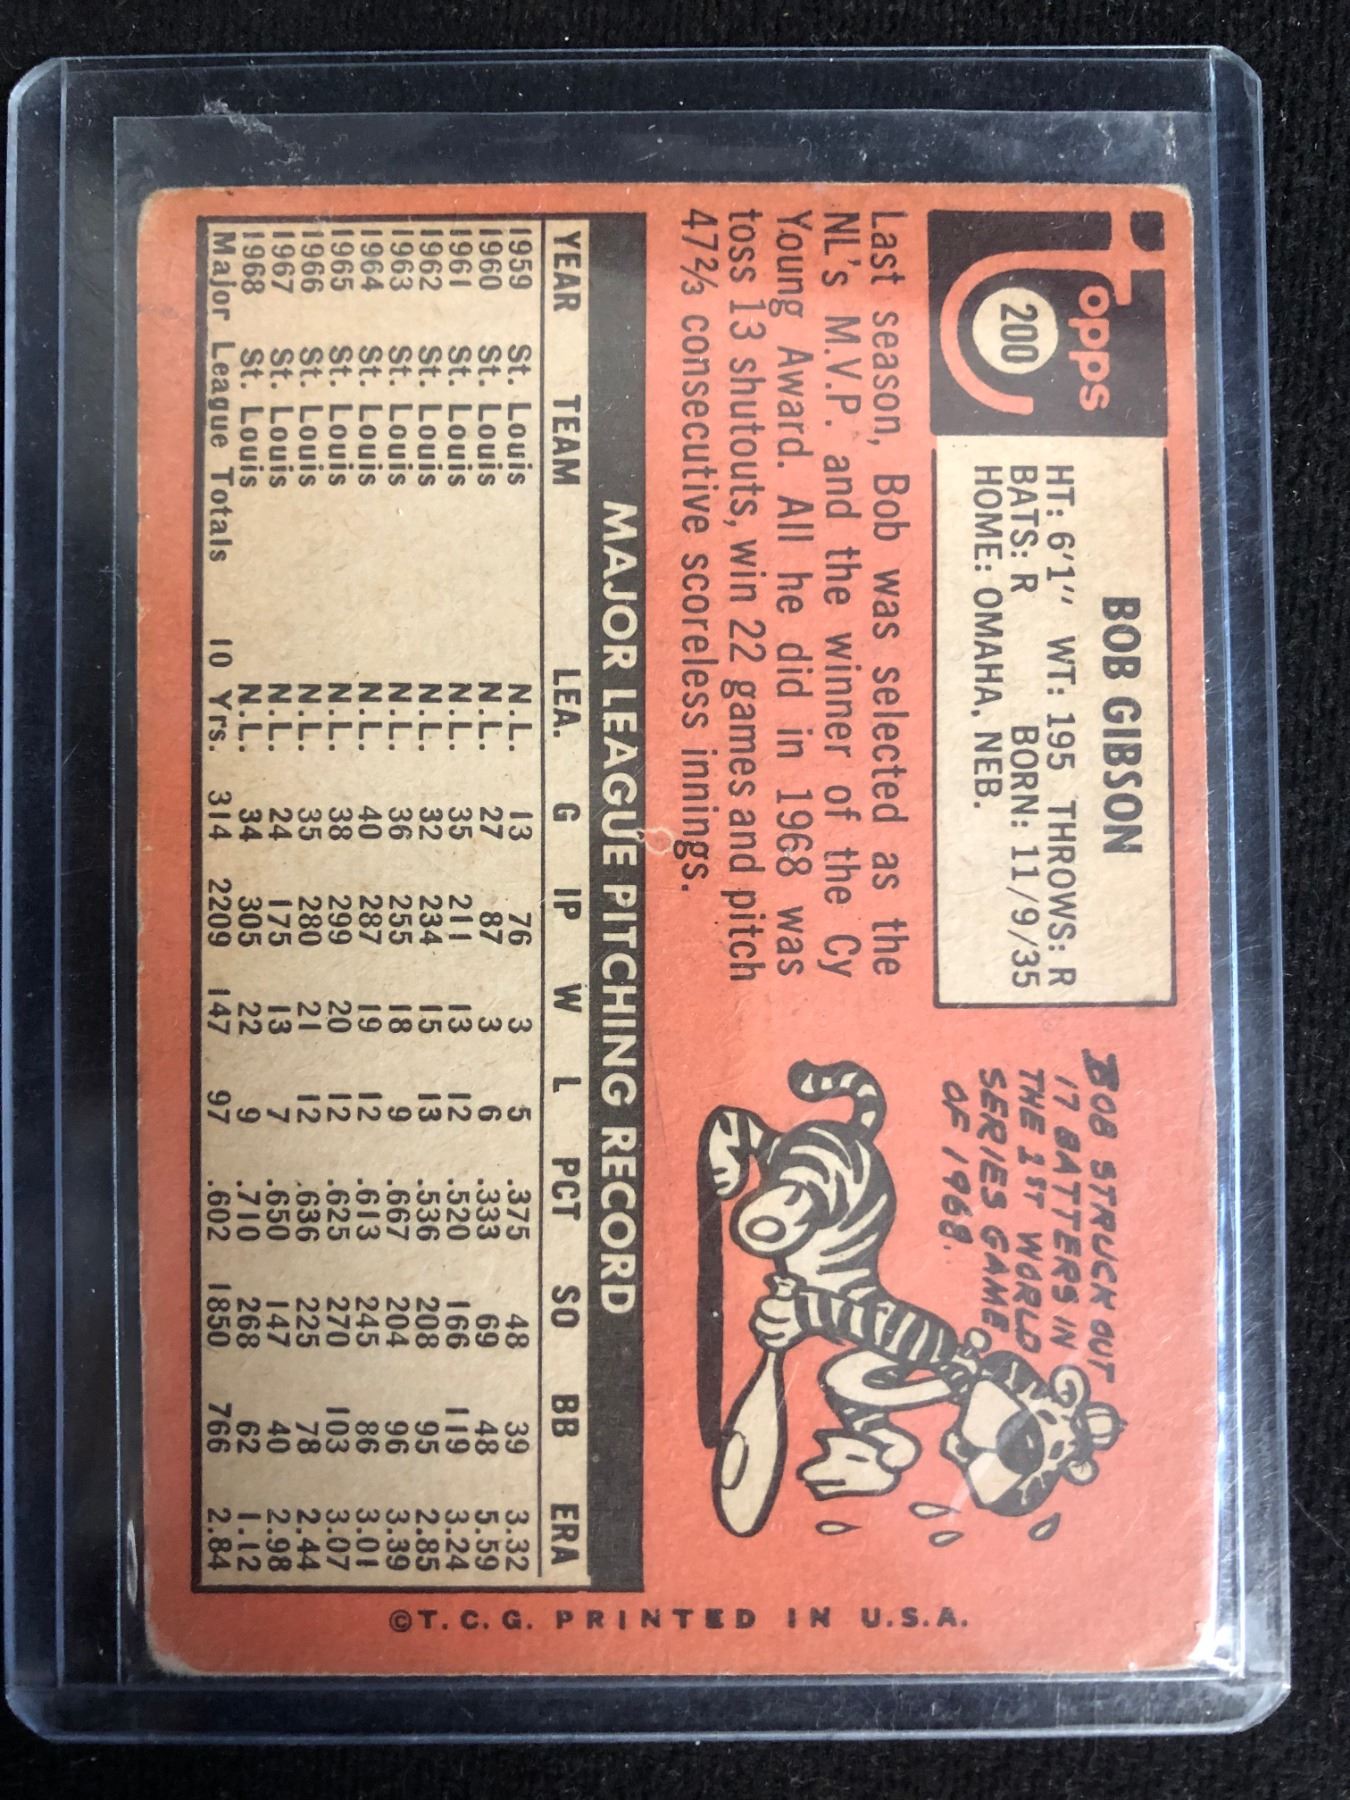 Topps
200
BOB GIBSON
HT: 6'1" WT: 195 THROWS: R
BATS: R BORN: 11/9/35
HOME: OMAHA, NEB.
Last season, Bob was selected as the
NL's M.V.P. and the winner of the Cy
Young Award. All he did in 1968 was
toss 13 shutouts, win 22 games and pitch
47⅔ consecutive scoreless innings.
BOB STRUCK OUT
17 BATTERS IN
THE 1ST WORLD
SERIES GAME
OF 1968.
MAJOR LEAGUE PITCHING RECORD
YEAR TEAM LEA. G IP W L PCT SO BB ERA
1959 St. Louis N.L. 13 76 3 5 .375 48 39 3.32
1960 St. Louis N.L. 27 87 3 6 .333 69 48 5.59
1961 St. Louis N.L. 35 211 13 12 .520 166 119 3.24
1962 St. Louis N.L. 32 234 15 13 .536 208 95 2.85
1963 St. Louis N.L. 36 255 18 9 .667 204 96 3.39
1964 St. Louis N.L. 40 287 19 12 .613 245 86 3.01
1965 St. Louis N.L. 38 299 20 12 .625 270 103 3.07
1966 St. Louis N.L. 35 280 21 12 .636 225 78 2.44
1967 St. Louis N.L. 24 175 13 7 .650 147 40 2.98
1968 St. Louis N.L. 34 305 22 9 .710 268 62 1.12
Major League Totals 10 Yrs. 314 2209 147 97 .602 1850 766 2.84
©T.C.G. PRINTED IN U.S.A.